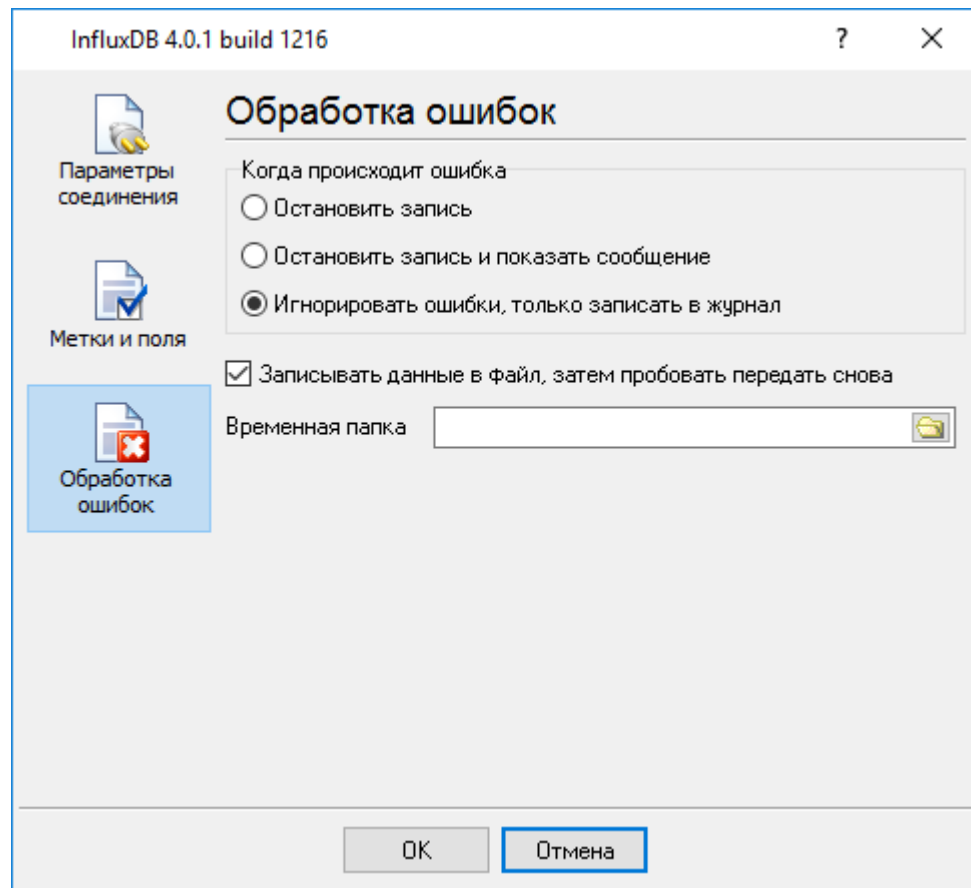 InfluxDB 4.0.1 build 1216
?
Параметры
соединения
Метки и поля
Обработка
ошибок
Обработка ошибок
Когда происходит ошибка
Остановить запись
Остановить запись и показать сообщение
Игнорировать ошибки, только записать в журнал
Записывать данные в файл, затем пробовать передать снова
Временная папка
OK
Отмена